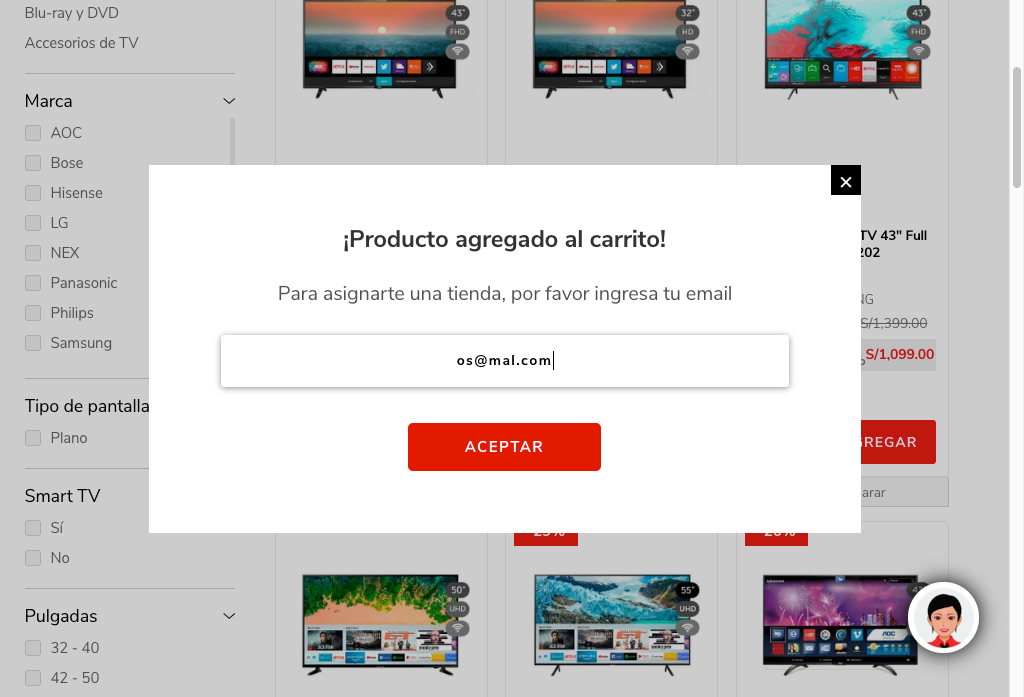 Blu-ray y DVD
Accesorios de TV
Marca
AOC
Bose
Hisense
LG
NEX
Panasonic
Philips
Samsung
Tipo de pantalla
Plano
Smart TV
Sí
No
Pulgadas
32 - 40
42 - 50
43"
FHD
32"
HD
43"
FHD
¡Producto agregado al carrito!
Para asignarte una tienda, por favor ingresa tu email
os@mal.com
ACEPTAR
TV 43" Full
202
NG
S/1,399.00
S/1,099.00
GREGAR
arar
50"
UHD
55"
UHD
AOC